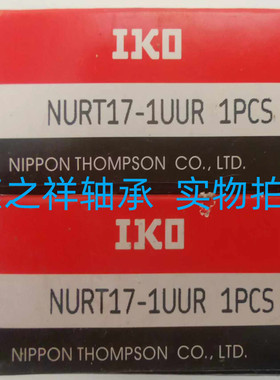 IKO
NURT17-1UUR 1PCS
NIPPON THOMPSON CO., LTD.
之祥轴承 实物拍
IKO
NURT17-1UUR 1PCS
NIPPON THOMPSON CO., LTD.